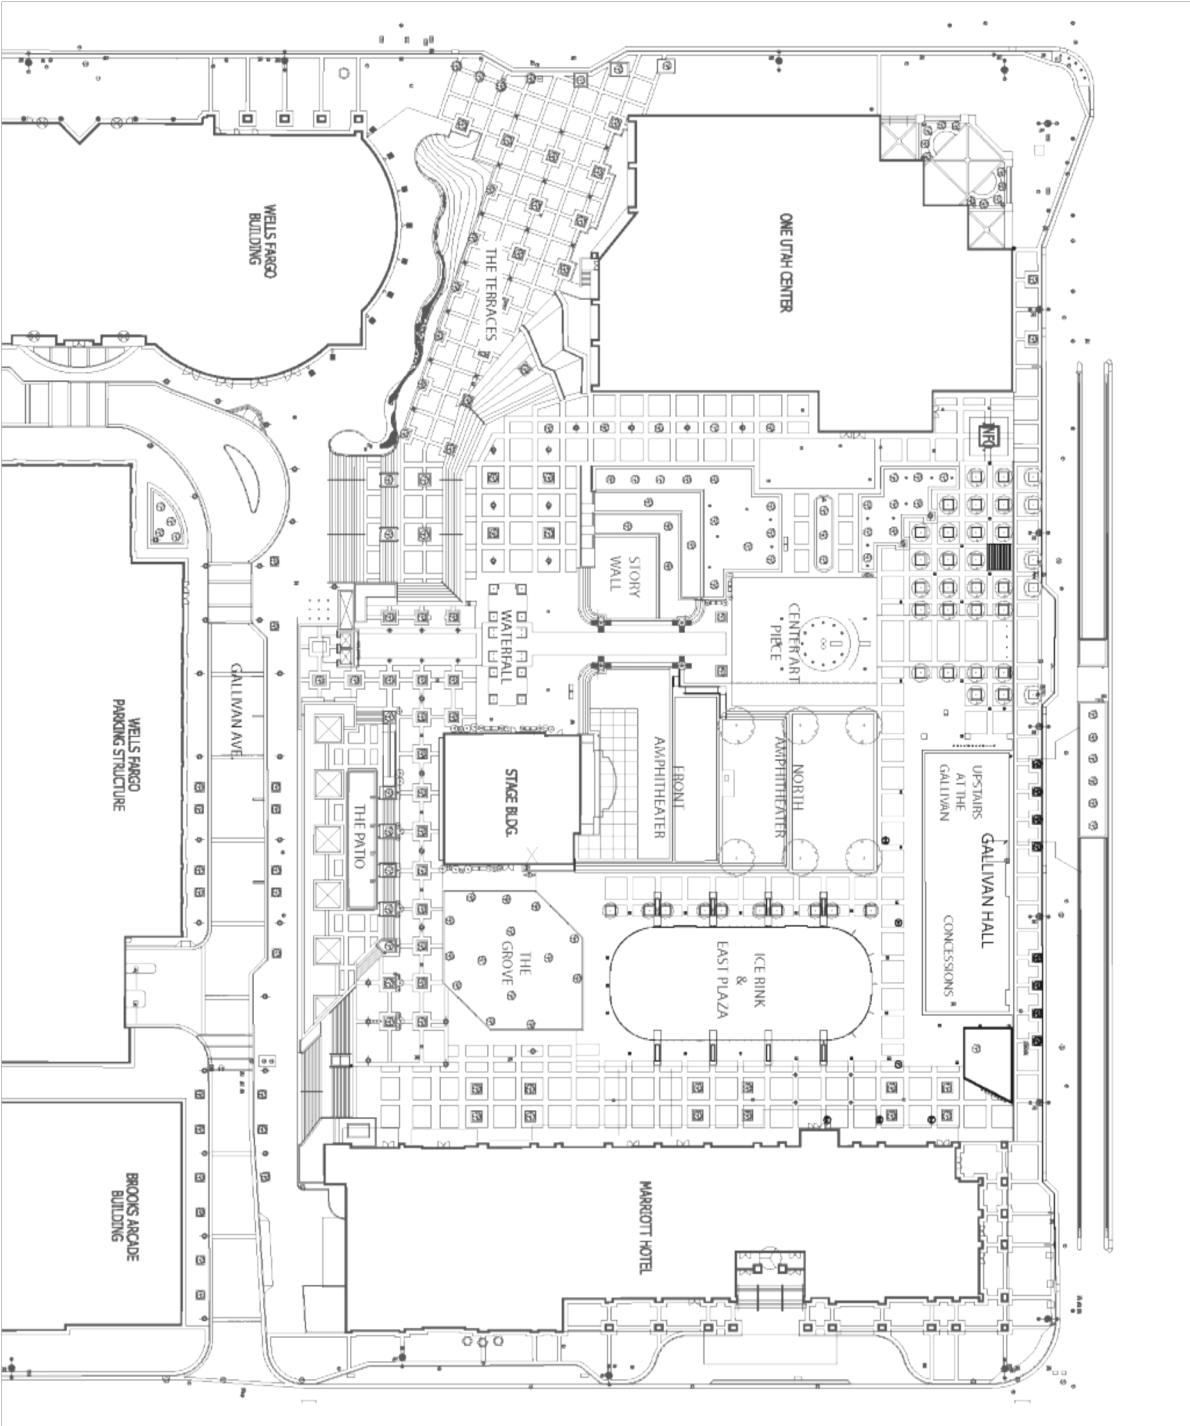 WELLS FARGO
BUILDING
THE TERRACES
ONE UTAH CENTER
INFO
STORY
WALL
WATERFALL
CENTER ART
PIECE
GALLIVAN AVE.
WELLS FARGO
PARKING STRUCTURE
THE PATIO
STAGE BLDG.
FRONT
AMPHITHEATER
NORTH
AMPHITHEATER
UPSTAIRS
AT THE
GALLIVAN
GALLIVAN HALL
CONCESSIONS
THE
GROVE
ICE RINK
&
EAST PLAZA
BROOKS ARCADE
BUILDING
MARRIOTT HOTEL